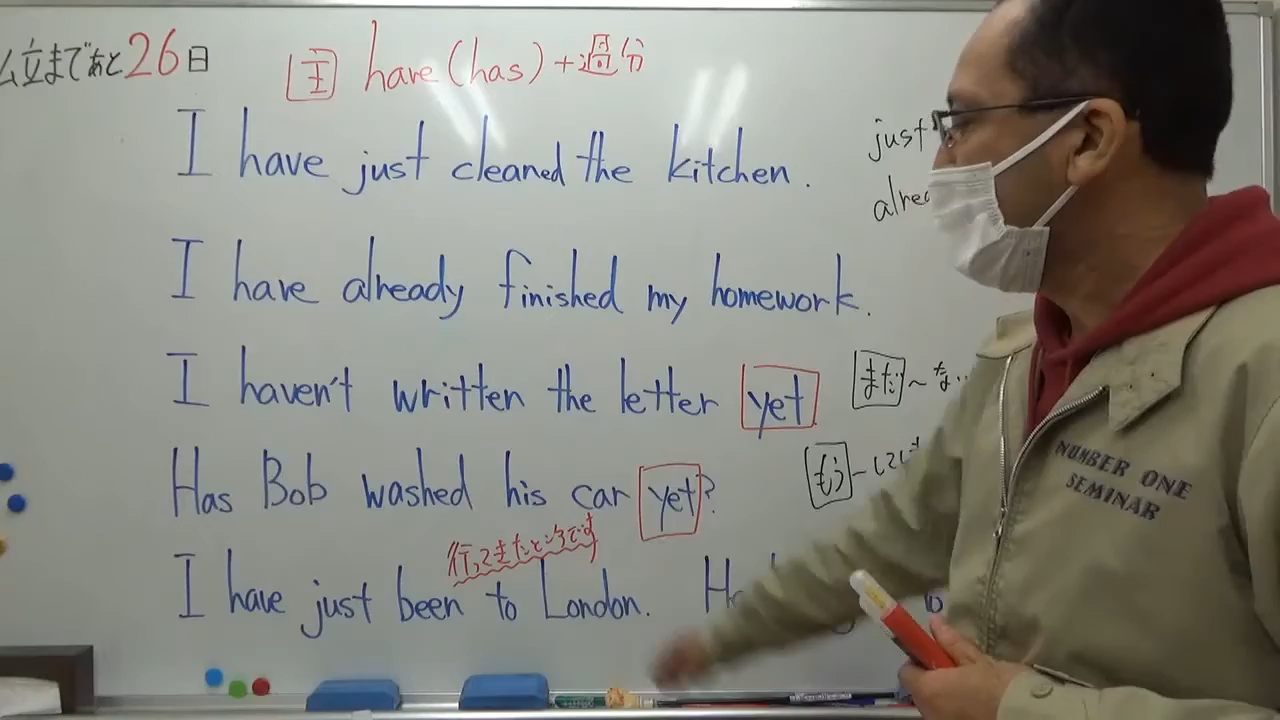 立まであと26日
主 have (has) + 過分
I have just cleaned the kitchen.
just
I have already finished my homework.
I haven't written the letter yet
まだ〜な
Has Bob washed his car yet?
もう〜
行ってきたところです
I have just been to London.
NUMBER ONE
SEMINAR